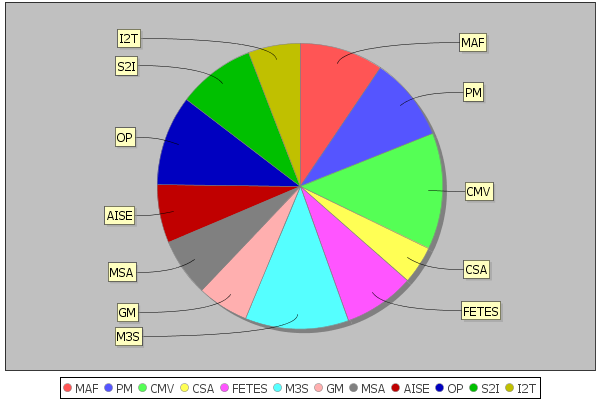 I2T
MAF
S2I
PM
OP
CMV
AISE
MSA
CSA
GM
FETES
M3S
MAF PM CMV CSA FETES M3S GM MSA AISE OP S2I I2T